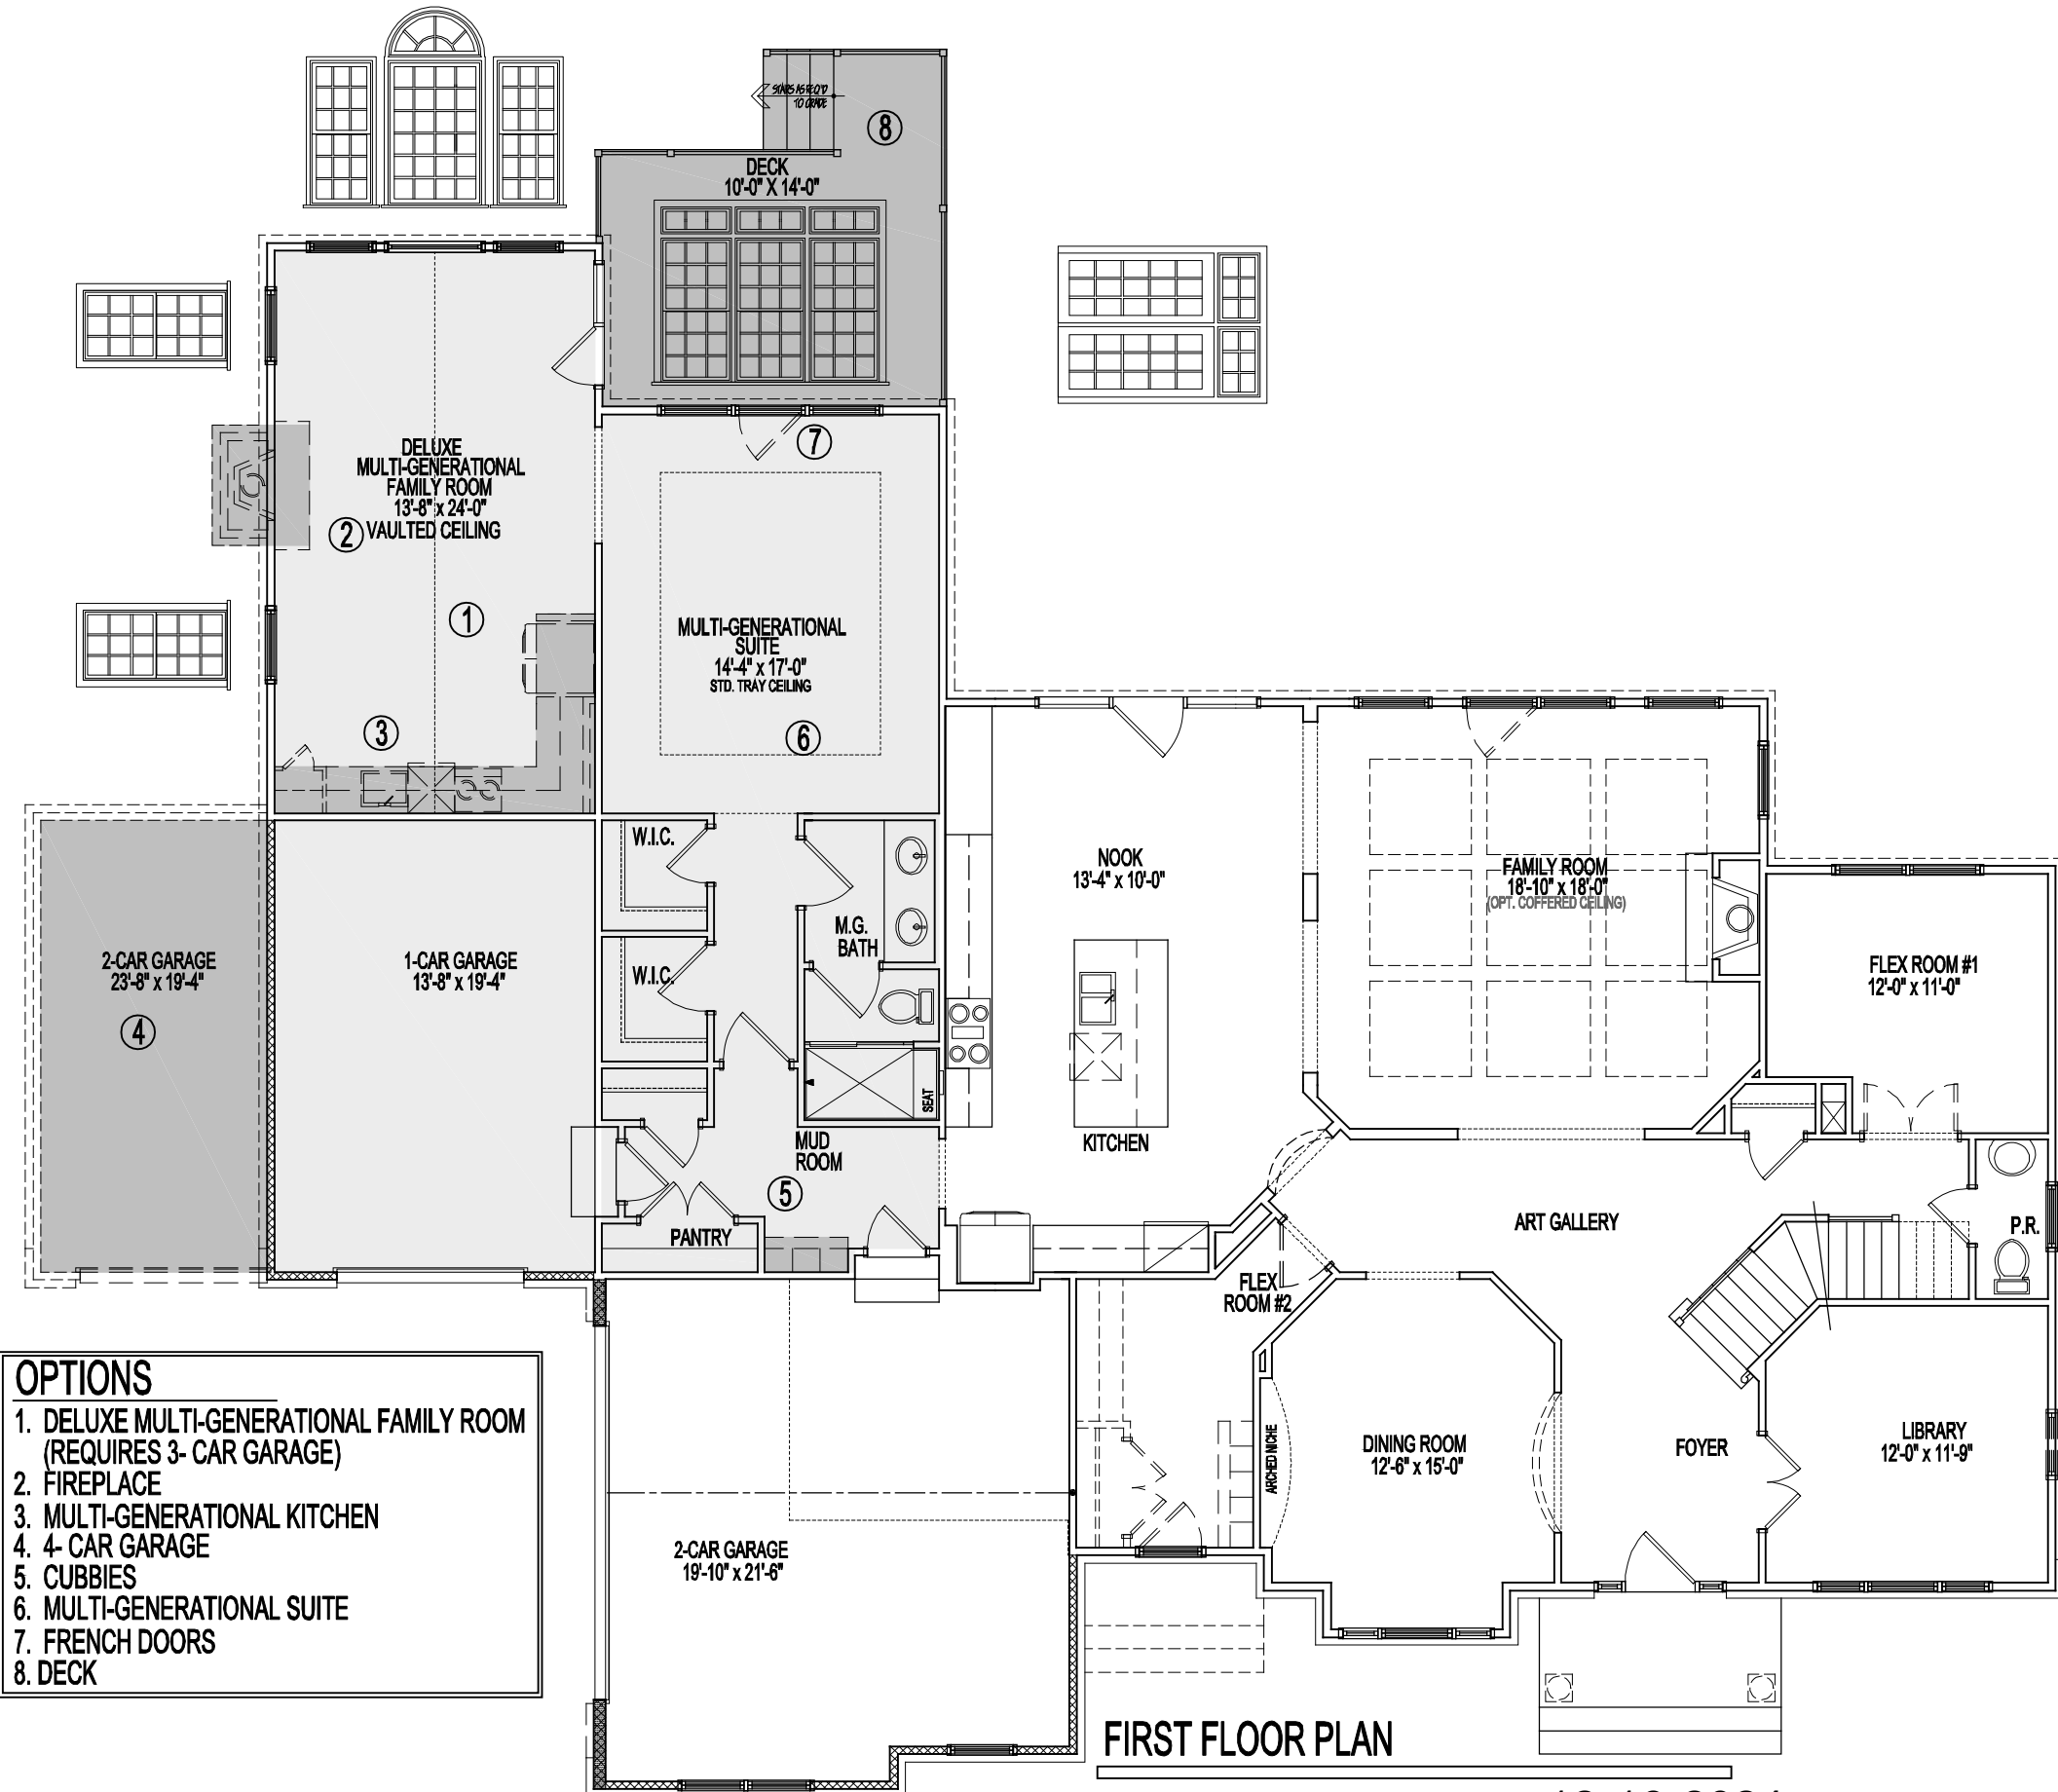 STAIRS AS REQ'D
TO GRADE
8
DECK
10'-0" X 14'-0"
7
DELUXE
MULTI-GENERATIONAL
FAMILY ROOM
13'-8" x 24'-0"
VAULTED CEILING
2
1
3
MULTI-GENERATIONAL
SUITE
14'-4" x 17'-0"
STD. TRAY CEILING
6
W.I.C.
W.I.C.
M.G.
BATH
SEAT
NOOK
13'-4" x 10'-0"
KITCHEN
FAMILY ROOM
18'-10" x 18'-0"
(OPT. COFFERED CEILING)
FLEX ROOM #1
12'-0" x 11'-0"
2-CAR GARAGE
23'-8" x 19'-4"
4
1-CAR GARAGE
13'-8" x 19'-4"
MUD
ROOM
5
PANTRY
ART GALLERY
P.R.
FLEX
ROOM #2
ARCHED NICHE
DINING ROOM
12'-6" x 15'-0"
FOYER
LIBRARY
12'-0" x 11'-9"
2-CAR GARAGE
19'-10" x 21'-6"
OPTIONS
1. DELUXE MULTI-GENERATIONAL FAMILY ROOM
(REQUIRES 3- CAR GARAGE)
2. FIREPLACE
3. MULTI-GENERATIONAL KITCHEN
4. 4- CAR GARAGE
5. CUBBIES
6. MULTI-GENERATIONAL SUITE
7. FRENCH DOORS
8. DECK
FIRST FLOOR PLAN